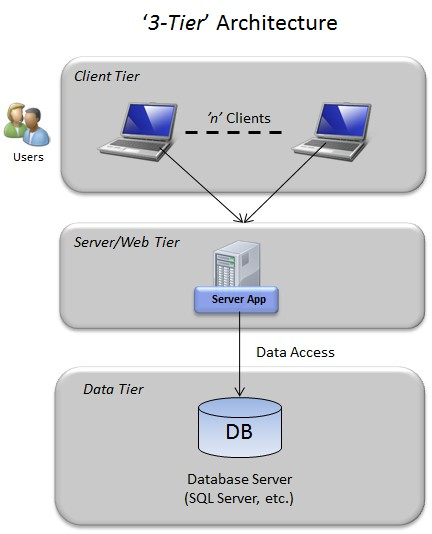 ‘3-Tier’ Architecture
Client Tier
‘n’ Clients
Users
Server/Web Tier
Server App
Data Access
Data Tier
DB
Database Server
(SQL Server, etc.)